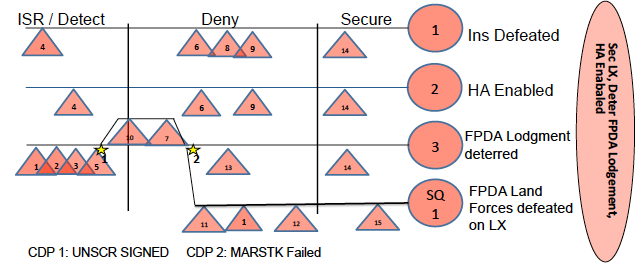 ISR / Detect Deny Secure
4 6 8 9 14 1 Ins Defeated
4 6 9 14 2 HA Enabled
10 7
1 2 3 5 1 2 13 14 3 FPDA Lodgment
deterred
11 1 12 15 SQ
1
FPDA Land
Forces defeated
on LX
CDP 1: UNSCR SIGNED CDP 2: MARSTK Failed
Sec LX, Deter FPDA Lodgement,
HA Enabaled